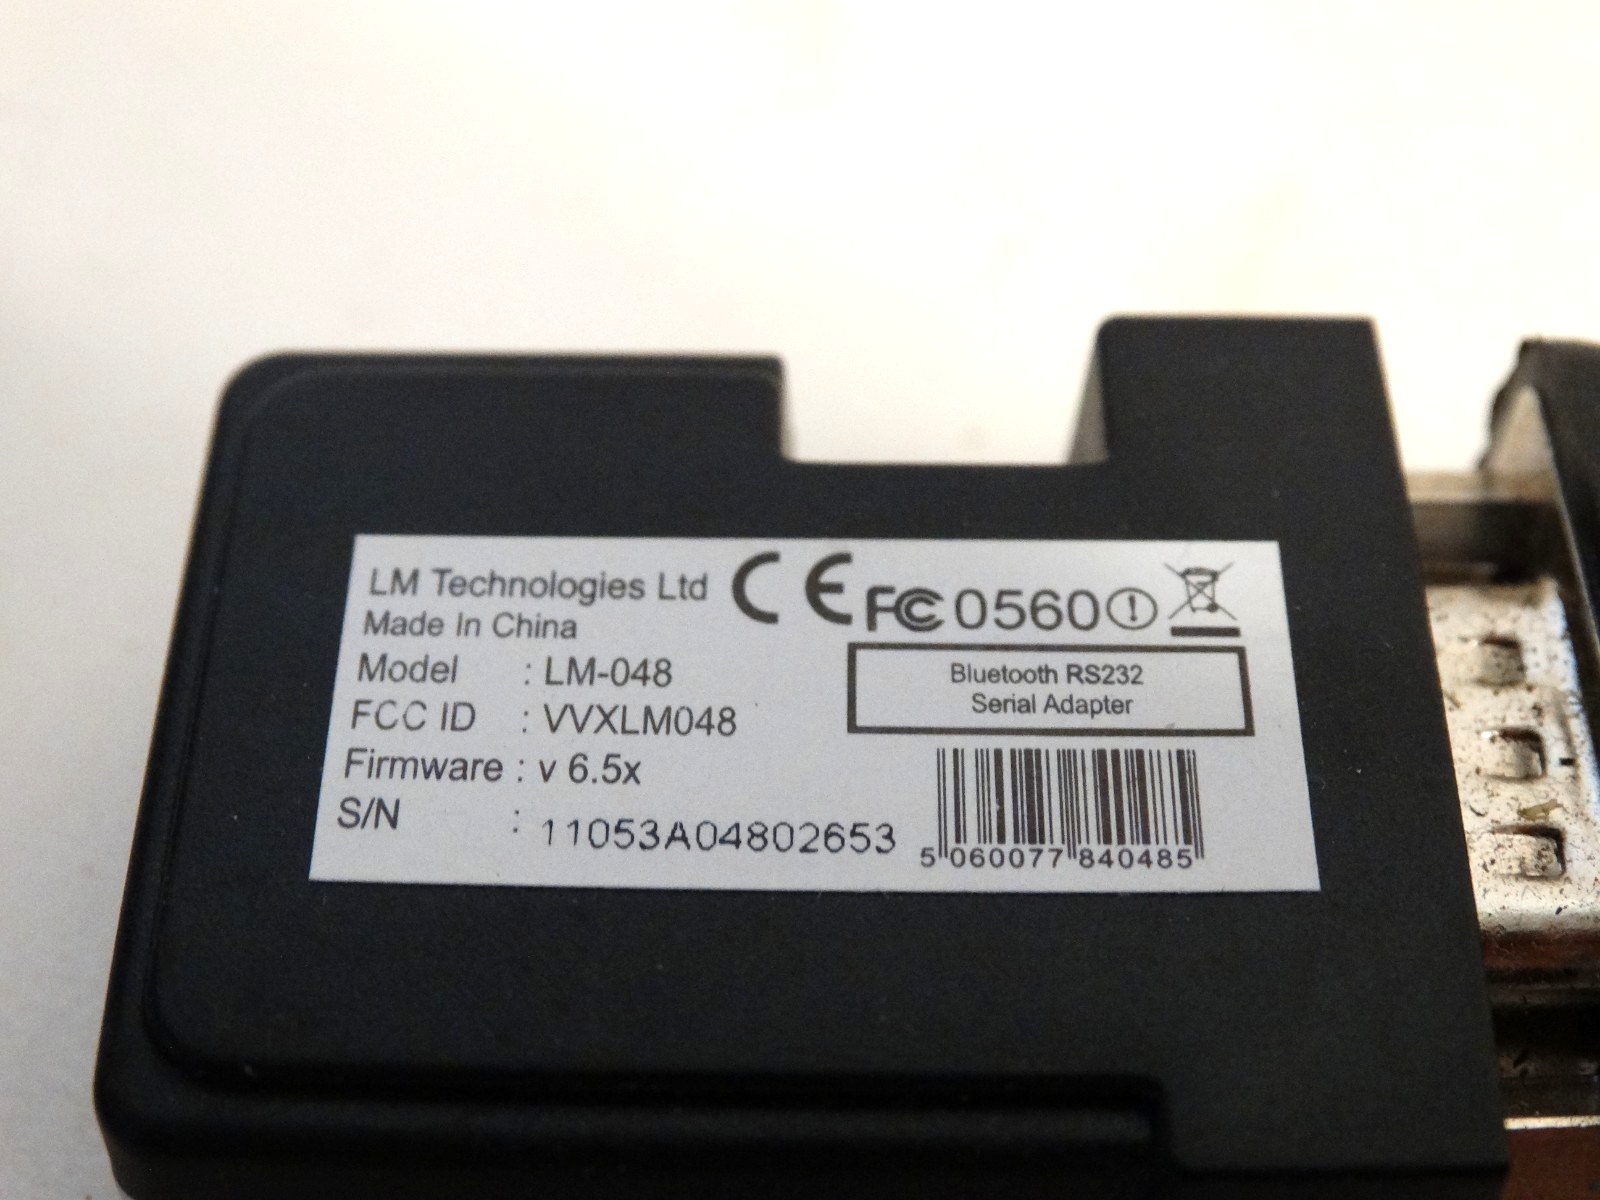 LM Technologies Ltd CE FC 0560
Made In China
Model : LM-048
FCC ID : VVXLM048
Firmware : v 6.5x
S/N : 11053A04802653
Bluetooth RS232
Serial Adapter
5 060077 840485